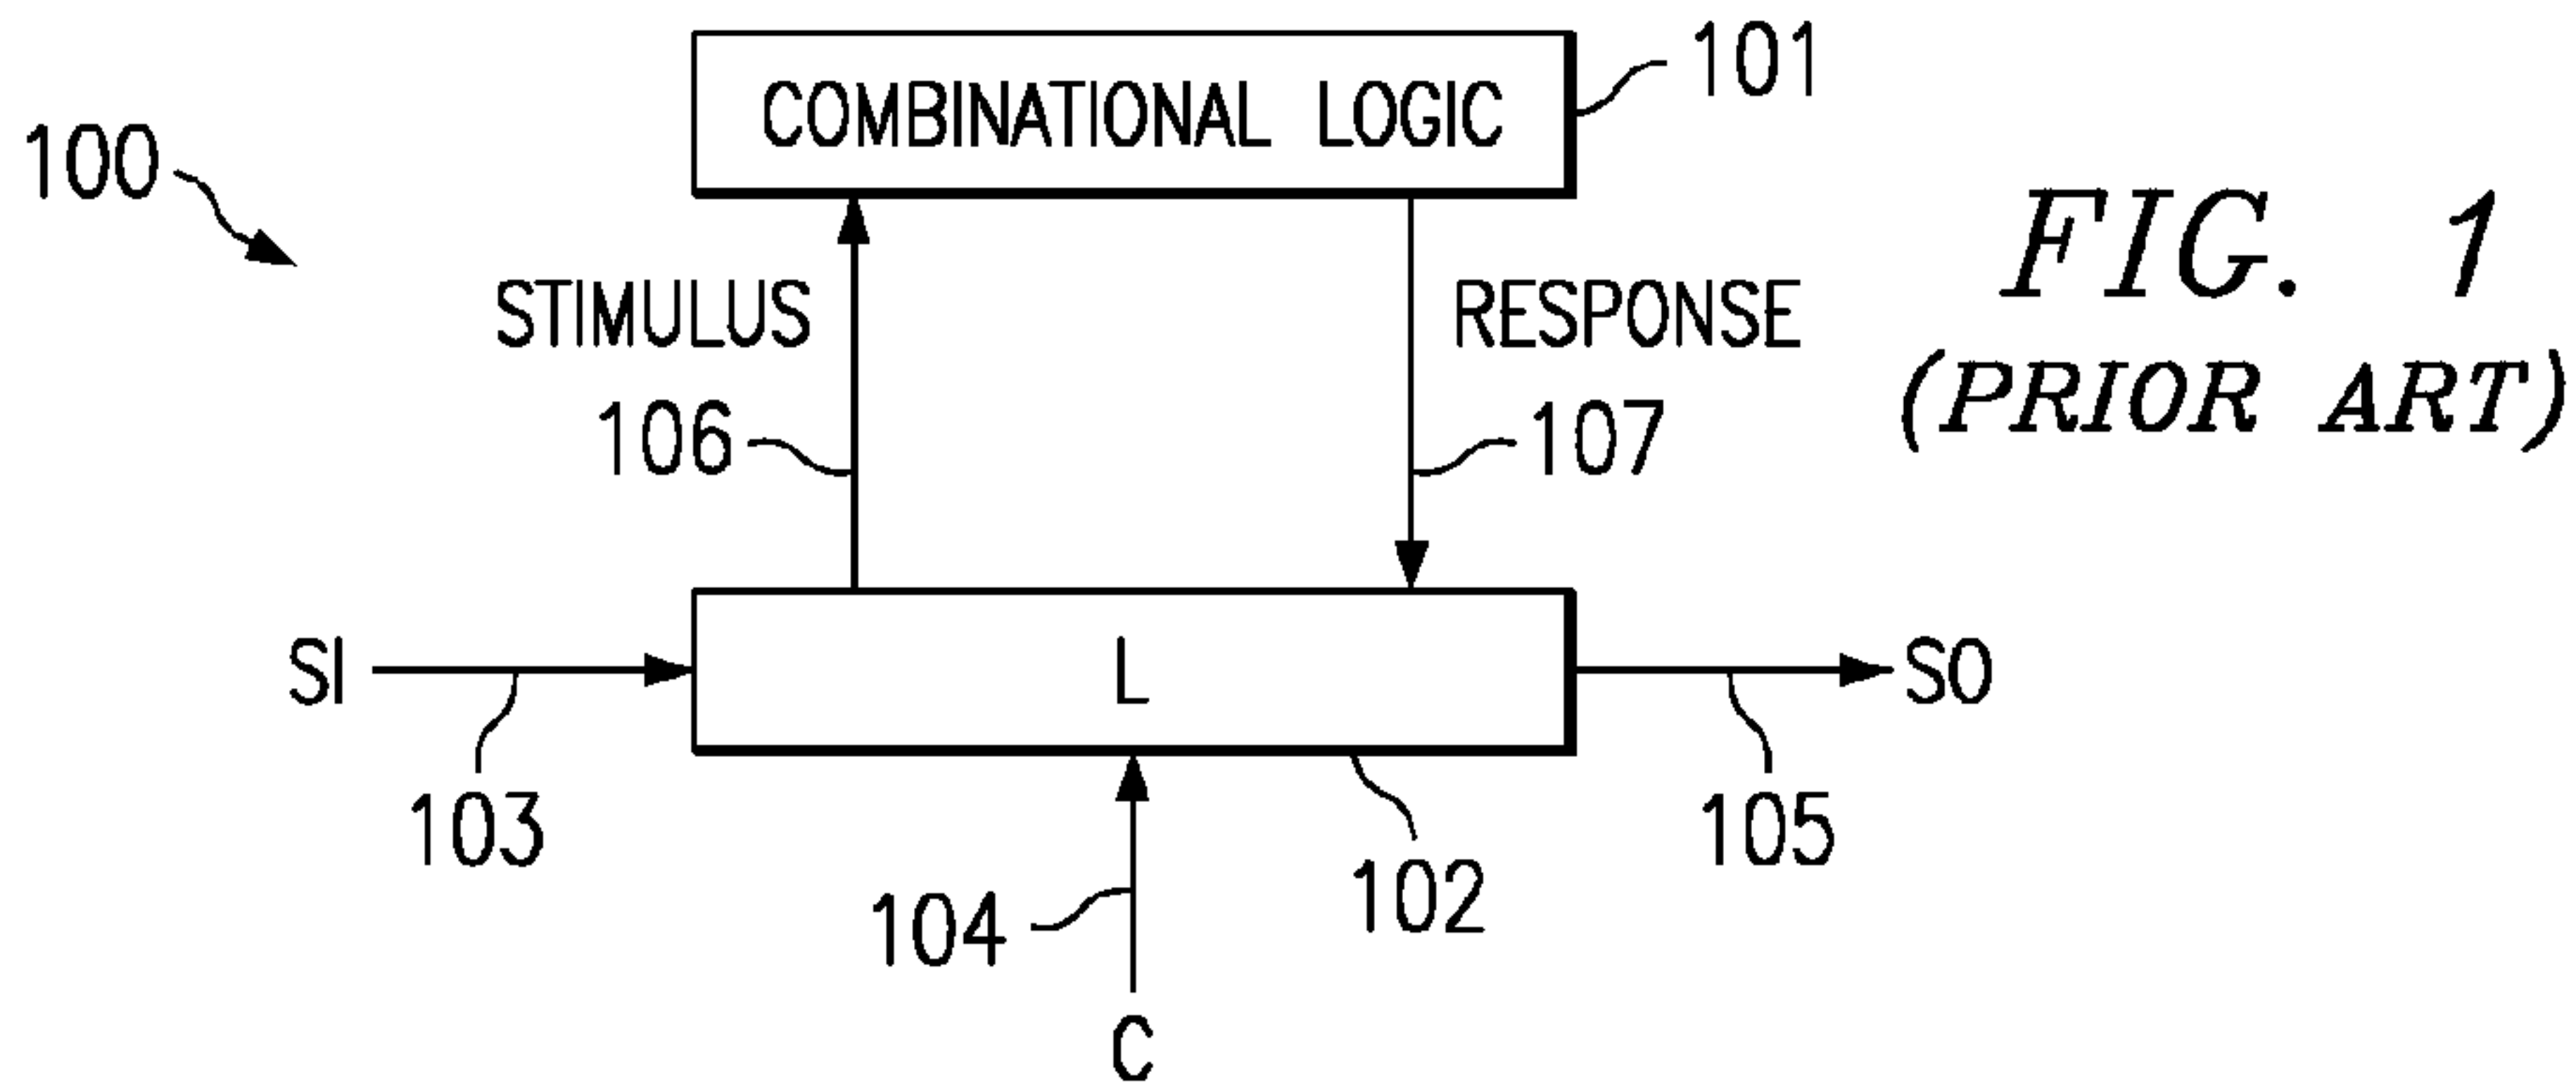 COMBINATIONAL LOGIC
101
100
FIG. 1
(PRIOR ART)
STIMULUS
RESPONSE
106
107
SI
L
SO
103
105
104
102
C